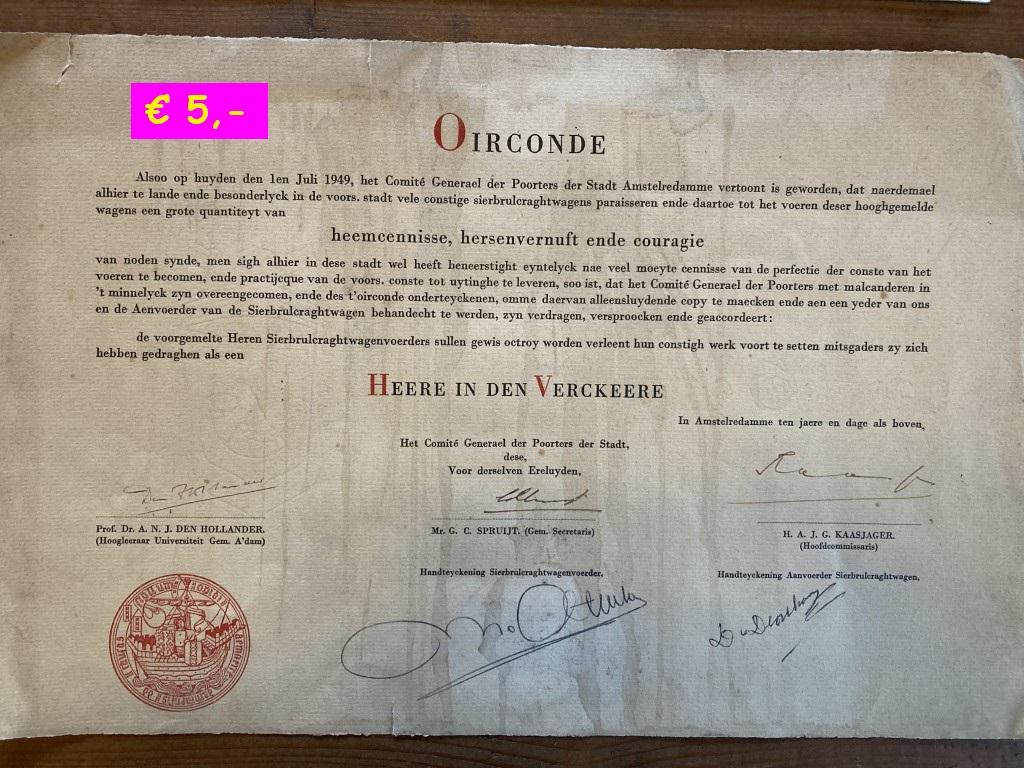 € 5,-
OIRCONDE
Alsoo op huyden den 1en Juli 1949, het Comité Generael der Poorters der Stadt Amstelredamme vertoont is geworden, dat naerdemael
alhier te lande ende besonderlyck in de voors. stadt vele constige sierbrulcraghtwagens paraisseren ende daartoe tot het voeren deser hooghgemelde
wagens een grote quantiteyt van
heemcennisse, hersenvernuft ende couragie
van noden synde, men sigh alhier in dese stadt wel heeft beneerstight eyntelyck nae veel moeyte cennisse van de perfectie der conste van het
voeren te becomen, ende practijcque van de voors. conste tot uytinghe te leveren, soo ist, dat het Comité Generael der Poorters met malcanderen in
't minnelyck zyn overeengecomen, ende des t'oirconde onderteyckenen, omme daervan alleensluydende copy te maecken ende aen een yeder van ons
en de Aenvoerder van de Sierbrulcraghtwagen behandecht te werden, zyn verdragen, versproocken ende geaccordeert:
de voorgemelte Heren Sierbrulcraghtwagenvoerders sullen gewis octroy worden verleent hun constigh werk voort te setten mitsgaders zy zich
hebben gedraghen als een
HEERE IN DEN VERCKEERE
In Amstelredamme ten jaere en dage als boven,
Het Comité Generael der Poorters der Stadt,
dese,
Voor derselven Ereluyden,
Den Hollander
Prof. Dr. A. N. J. DEN HOLLANDER.
(Hoogleeraar Universiteit Gem. A'dam)
Mr. G. C. SPRUIJT. (Gem. Secretaris)
H. A. J. G. KAASJAGER.
(Hoofdcommissaris)
Handteyckening Sierbrulcraghtwagenvoerder,
Handteyckening Aanvoerder Sierbrulcraghtwagen,